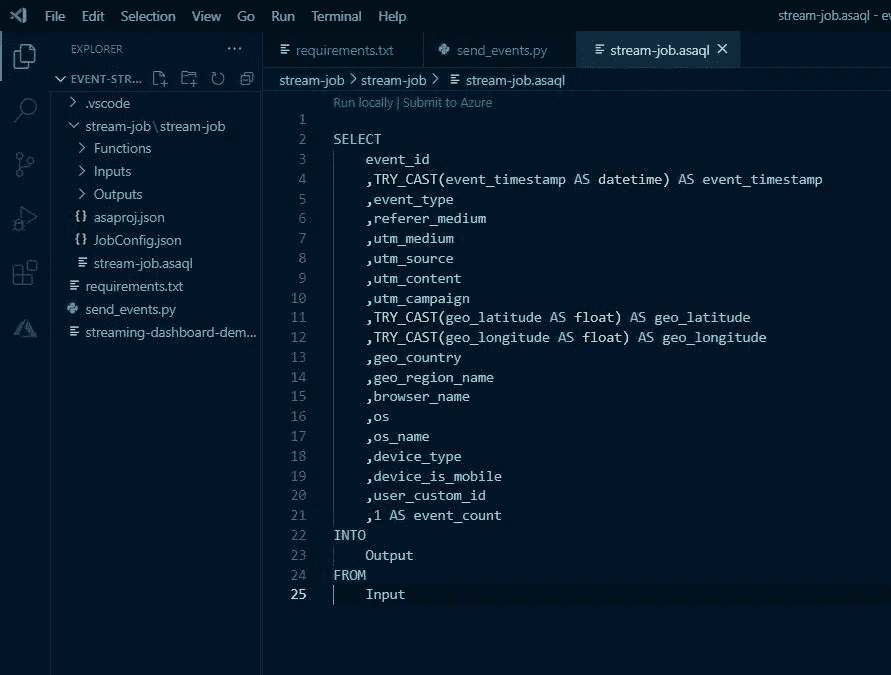 File Edit Selection View Go Run Terminal Help stream-job.asaql - ev
EXPLORER ...
requirements.txt send_events.py stream-job.asaql ×
EVENT-STR...
stream-job > stream-job > stream-job.asaql
.vscode
stream-job\stream-job
Functions
Inputs
Outputs
asaproj.json
JobConfig.json
stream-job.asaql
requirements.txt
send_events.py
streaming-dashboard-dem...
Run locally | Submit to Azure
1
2 SELECT
3 event_id
4 ,TRY_CAST(event_timestamp AS datetime) AS event_timestamp
5 ,event_type
6 ,referer_medium
7 ,utm_medium
8 ,utm_source
9 ,utm_content
10 ,utm_campaign
11 ,TRY_CAST(geo_latitude AS float) AS geo_latitude
12 ,TRY_CAST(geo_longitude AS float) AS geo_longitude
13 ,geo_country
14 ,geo_region_name
15 ,browser_name
16 ,os
17 ,os_name
18 ,device_type
19 ,device_is_mobile
20 ,user_custom_id
21 ,1 AS event_count
22 INTO
23 Output
24 FROM
25 Input